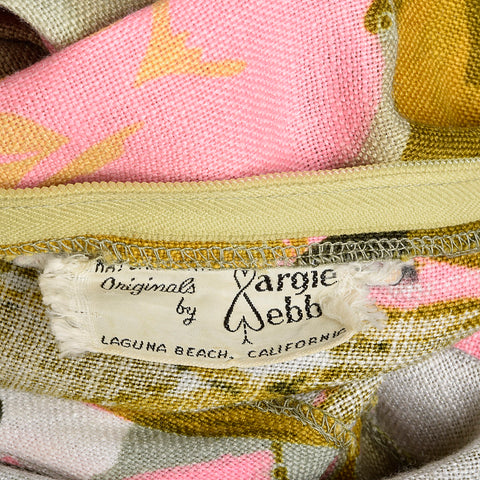 Originals Margie
by Webb
LAGUNA BEACH, CALIFORNIA